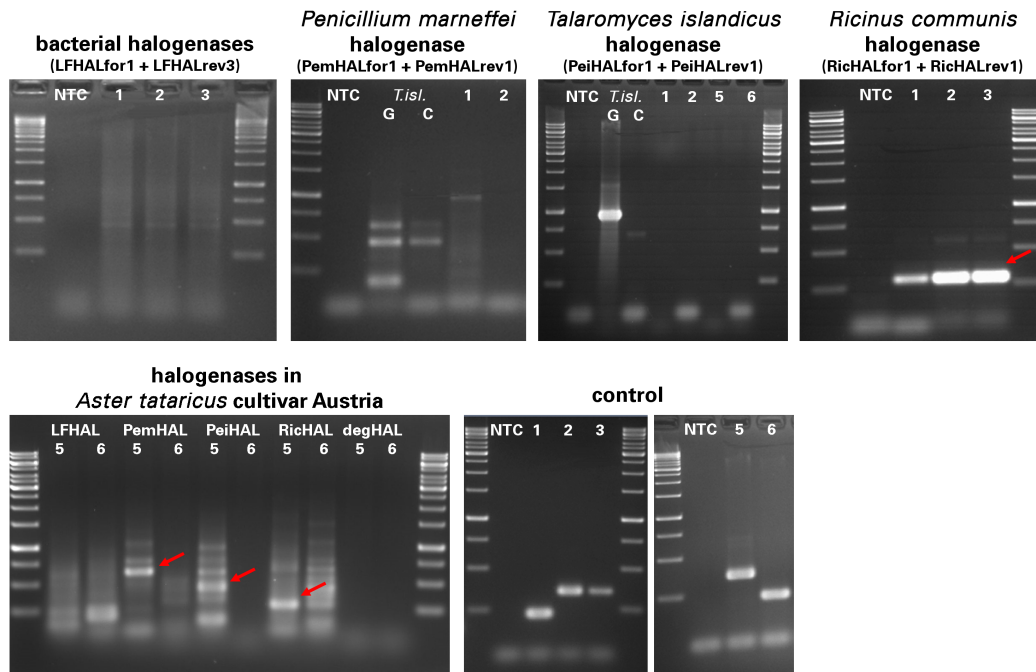 bacterial halogenases
(LFHALfor1 + LFHALrev3)
NTC 1 2 3
Penicillium marneffei
halogenase
(PemHALfor1 + PemHALrev1)
NTC T.isl. 1 2
G C
Talaromyces islandicus
halogenase
(PeiHALfor1 + PeiHALrev1)
NTC T.isl. 1 2 5 6
G C
Ricinus communis
halogenase
(RicHALfor1 + RicHALrev1)
NTC 1 2 3
halogenases in
Aster tataricus cultivar Austria
LFHAL PemHAL PeiHAL RicHAL degHAL
5 6 5 6 5 6 5 6 5 6
control
NTC 1 2 3
NTC 5 6